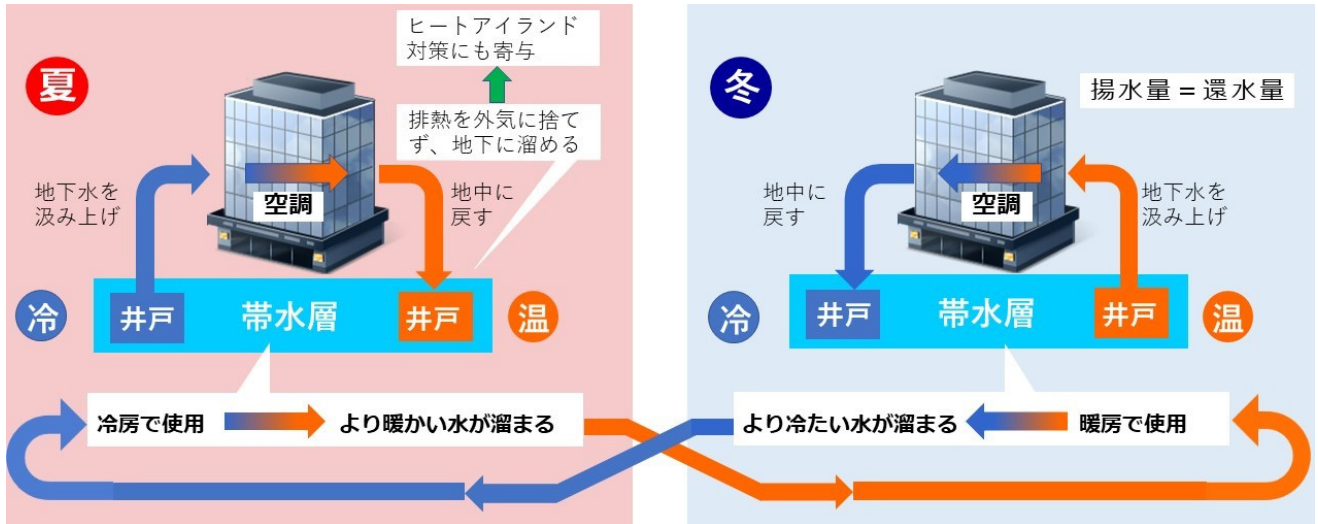 夏
ヒートアイランド
対策にも寄与
排熱を外気に捨て
ず、地下に溜める
地下水を
汲み上げ
空調
地中に
戻す
冷
井戸
帯水層
井戸
温
冷房で使用
より暖かい水が溜まる
冬
揚水量＝還水量
地中に
戻す
空調
地下水を
汲み上げ
冷
井戸
帯水層
井戸
温
より冷たい水が溜まる
暖房で使用